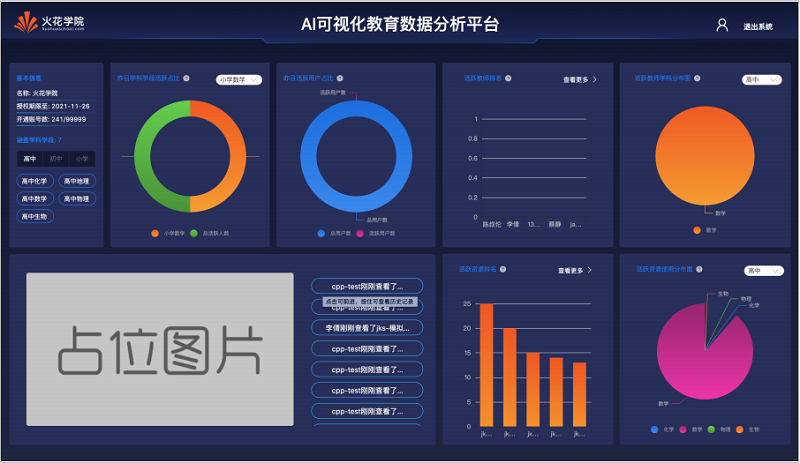 火花学院
huohuaschool.com
AI可视化教育数据分析平台
退出系统
基本信息
名称: 火花学院
授权期限至: 2021-11-26
开通账号数: 241/99999
涵盖学科学段: 7
高中 初中 小学
高中化学 高中地理
高中数学 高中物理
高中生物
昨日学科学段活跃占比 ?
小学数学
小学数学 总活跃人数
昨日活跃用户占比 ?
活跃用户数
总用户数
总用户数 活跃用户数
活跃教师排名 ?
查看更多
1
0.8
0.6
0.4
0.2
0
陈叔伦 李倩 13... 蔡静 ja...
活跃教师学科分布图 ?
高中
数学
数学
占位图片
cpp-test刚刚查看了...
点击可前进，按住可查看历史记录
李倩刚刚查看了jks-模拟...
cpp-test刚刚查看了...
cpp-test刚刚查看了...
cpp-test刚刚查看了...
cpp-test刚刚查看了...
活跃资源排名 ?
查看更多
25
20
15
10
5
0
jk... jk... jk... jk... jk...
活跃资源使用分布图 ?
高中
生物
物理
化学
数学
化学 数学 物理 生物